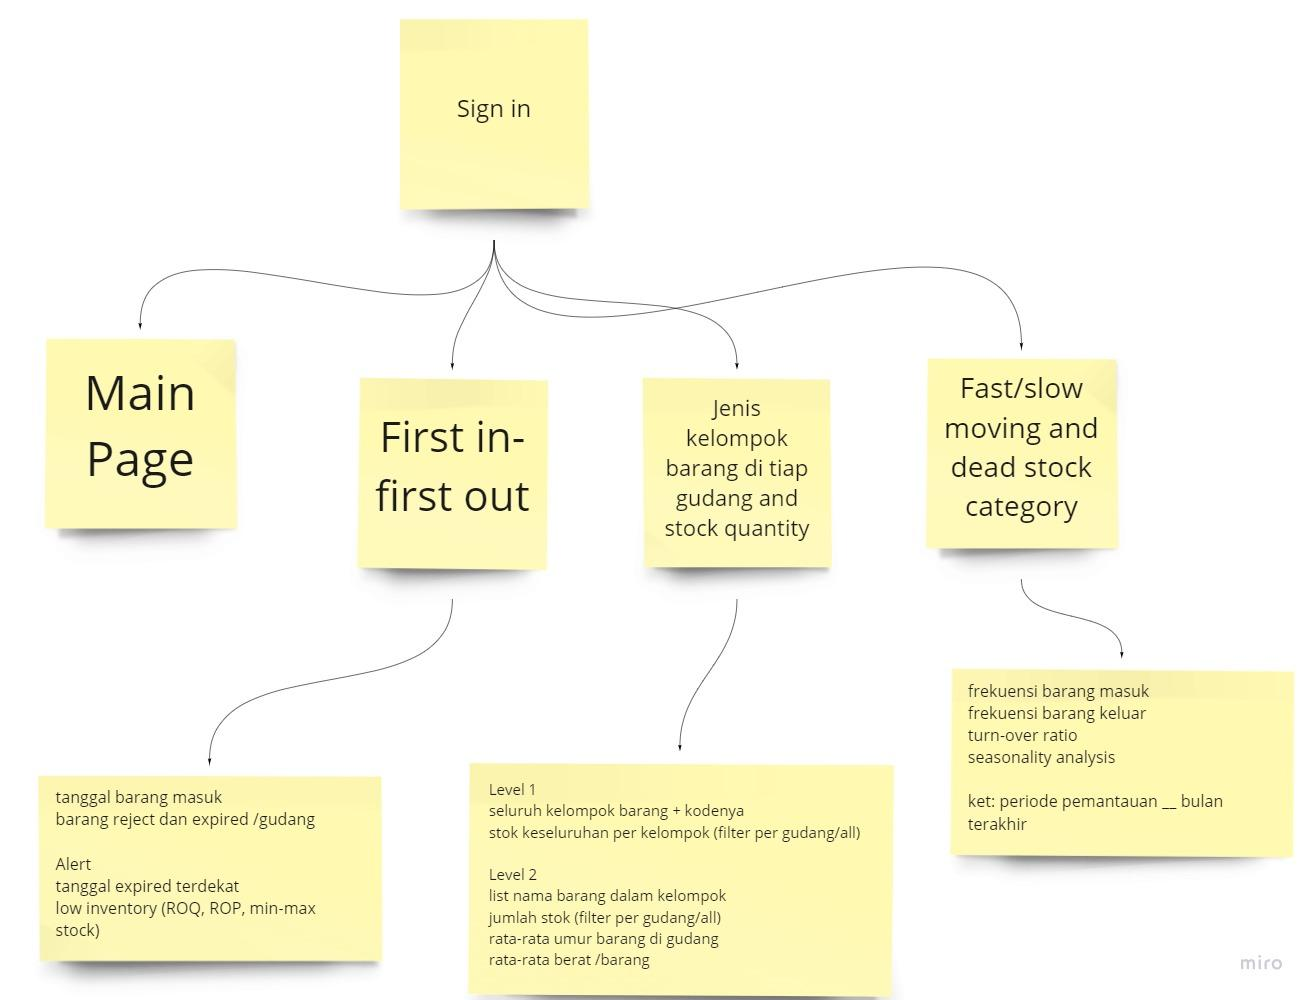 Sign in
Main
Page
First in-
first out
Jenis
kelompok
barang di tiap
gudang and
stock quantity
Fast/slow
moving and
dead stock
category
tanggal barang masuk
barang reject dan expired /gudang
Alert
tanggal expired terdekat
low inventory (ROQ, ROP, min-max
stock)
Level 1
seluruh kelompok barang + kodenya
stok keseluruhan per kelompok (filter per gudang/all)
Level 2
list nama barang dalam kelompok
jumlah stok (filter per gudang/all)
rata-rata umur barang di gudang
rata-rata berat /barang
frekuensi barang masuk
frekuensi barang keluar
turn-over ratio
seasonality analysis
ket: periode pemantauan __ bulan
terakhir
miro